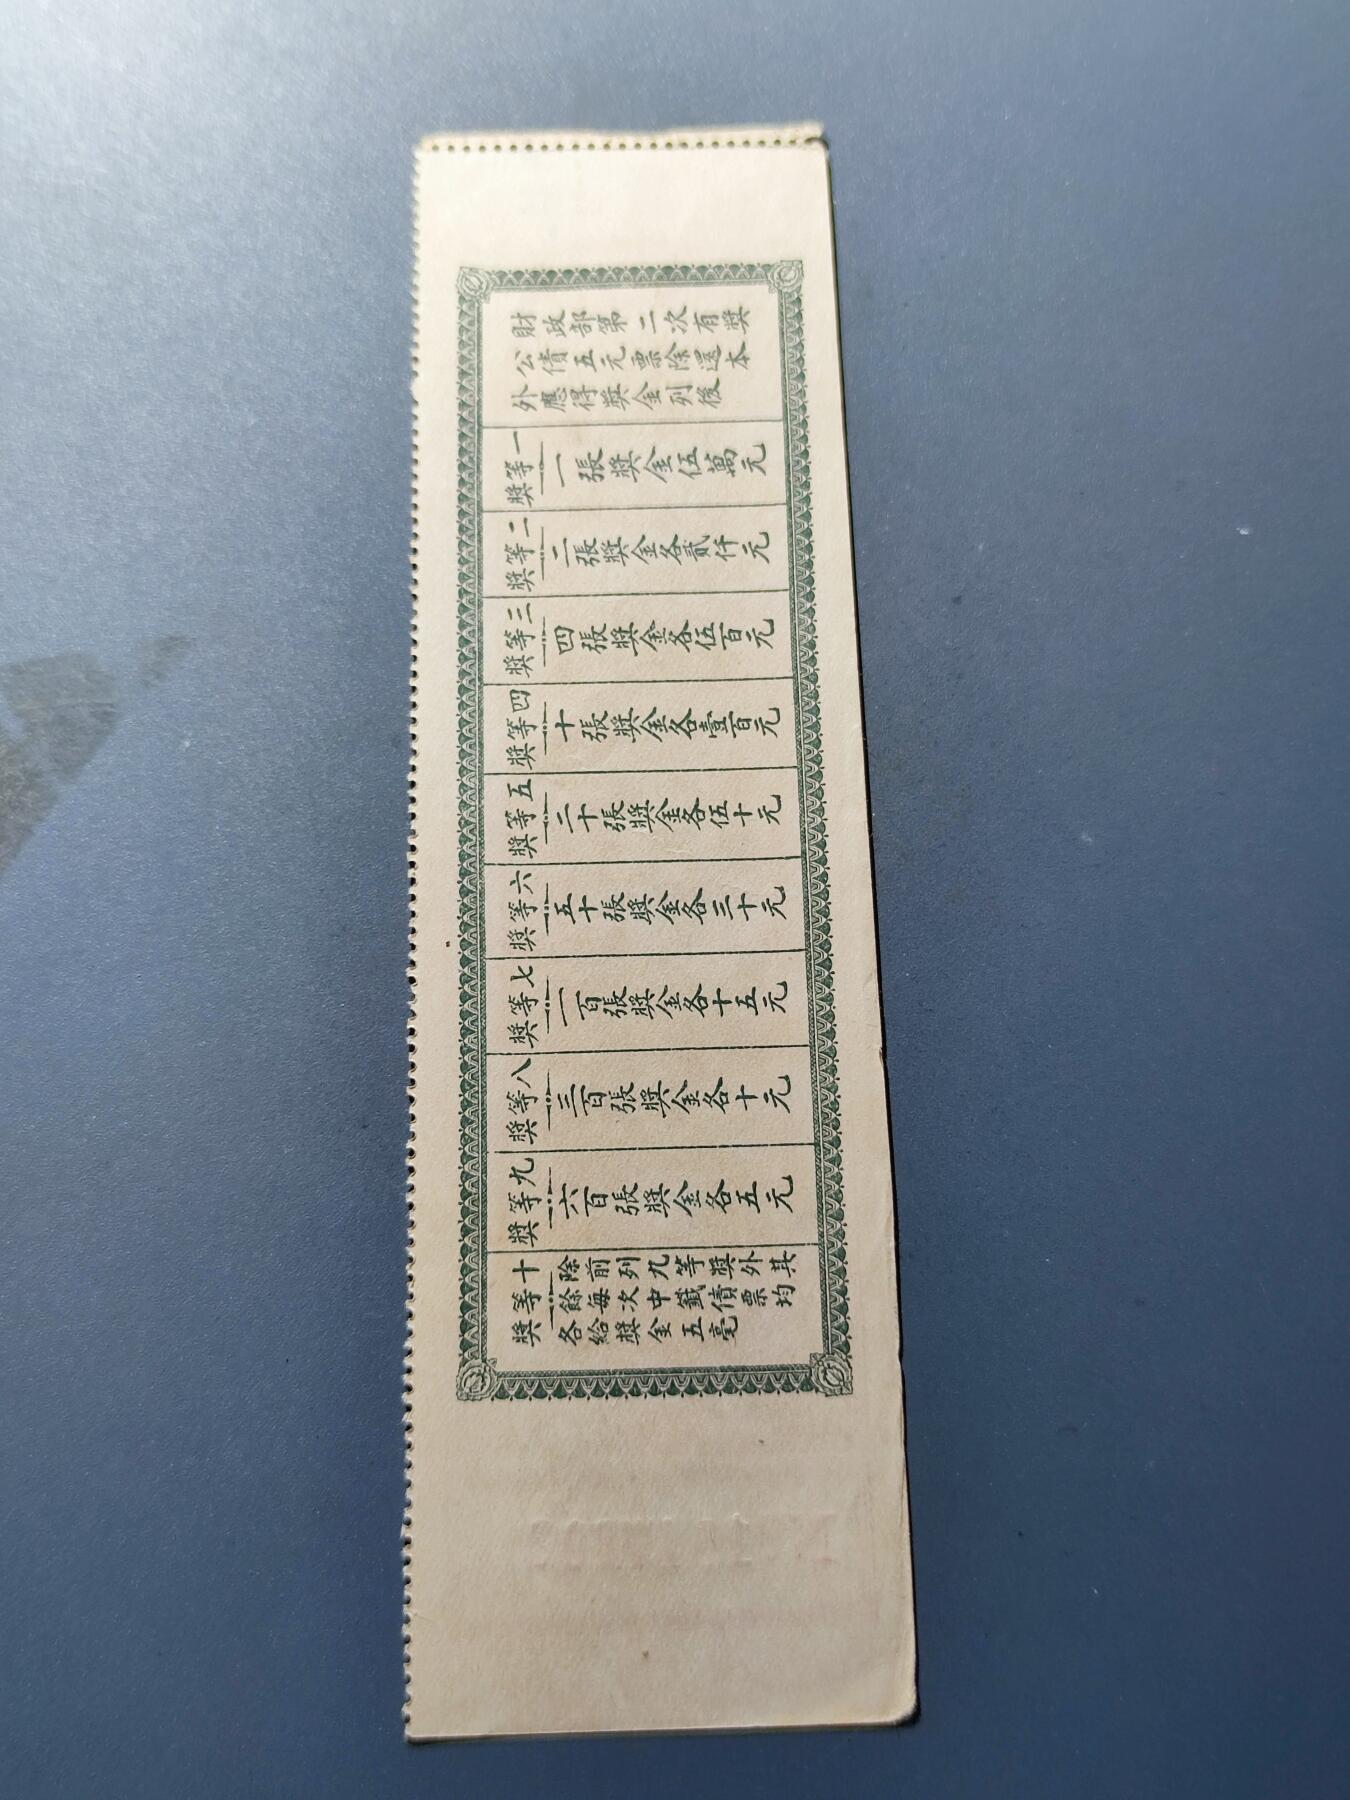 財政部第二次有獎
公債五元票除還本
外應得獎金列後
一等獎
一張獎金伍萬元
二等獎
二張獎金各貳仟元
三等獎
四張獎金各伍百元
四等獎
十張獎金各壹百元
五等獎
二十張獎金各伍十元
六等獎
五十張獎金各三十元
七等獎
一百張獎金各十五元
八等獎
三百張獎金各十元
九等獎
六百張獎金各五元
十等獎
除前列九等獎外其
餘每次中籤債票均
各給獎金五毫